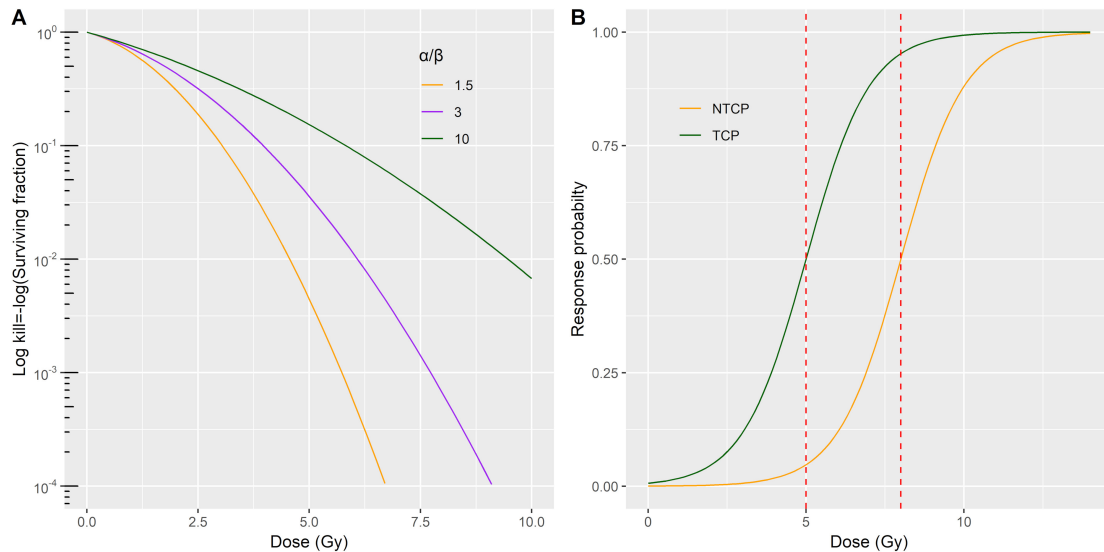 A
Log kill=-log(Surviving fraction)
10⁰
10⁻¹
10⁻²
10⁻³
10⁻⁴
α/β
1.5
3
10
0.0
2.5
5.0
7.5
10.0
Dose (Gy)
B
Response probabilty
1.00
0.75
0.50
0.25
0.00
NTCP
TCP
0
5
10
Dose (Gy)